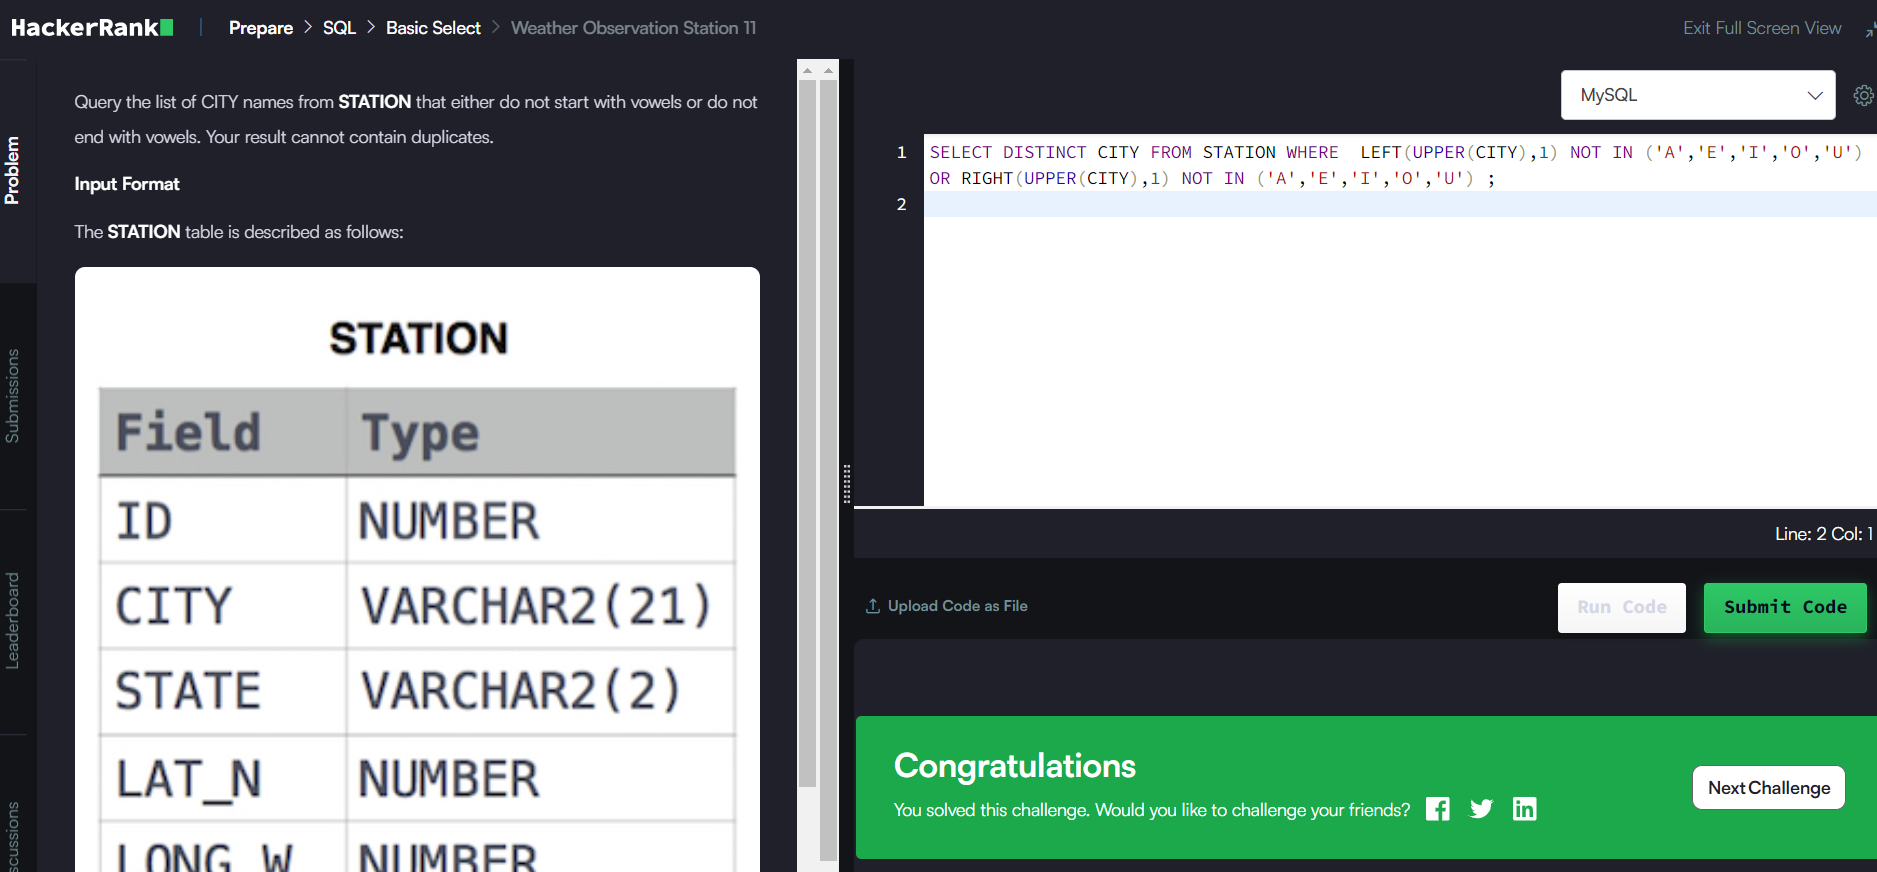 HackerRank | Prepare > SQL > Basic Select > Weather Observation Station 11
Exit Full Screen View
Problem
Submissions
Leaderboard
Query the list of CITY names from STATION that either do not start with vowels or do not
end with vowels. Your result cannot contain duplicates.
Input Format
The STATION table is described as follows:
STATION
Field Type
ID NUMBER
CITY VARCHAR2(21)
STATE VARCHAR2(2)
LAT_N NUMBER
LONG_W NUMBER
MySQL
1 SELECT DISTINCT CITY FROM STATION WHERE  LEFT(UPPER(CITY),1) NOT IN ('A','E','I','O','U')
OR RIGHT(UPPER(CITY),1) NOT IN ('A','E','I','O','U') ;
2
Line: 2 Col: 1
Upload Code as File
Run Code
Submit Code
Congratulations
You solved this challenge. Would you like to challenge your friends?
Next Challenge